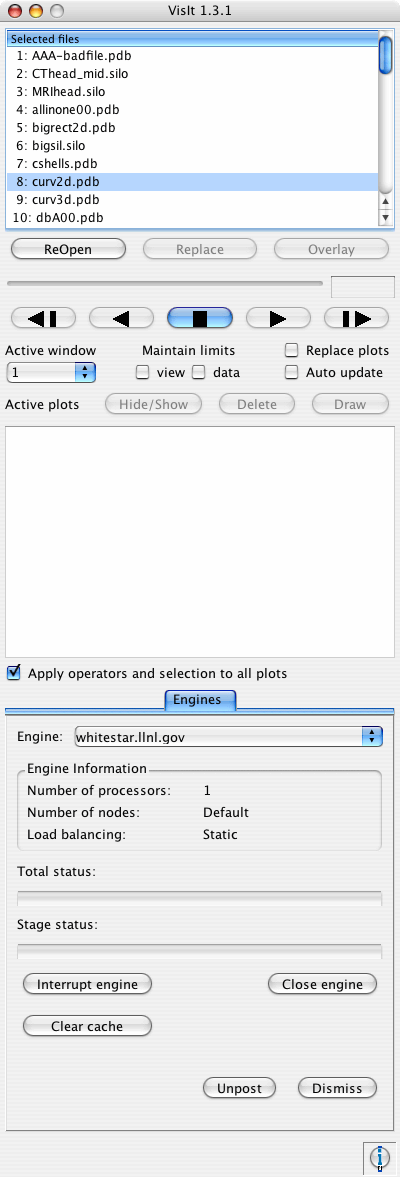 VisIt 1.3.1
Selected files
1: AAA-badfile.pdb
2: CThead_mid.silo
3: MRIhead.silo
4: allinone00.pdb
5: bigrect2d.pdb
6: bigsil.silo
7: cshells.pdb
8: curv2d.pdb
9: curv3d.pdb
10: dbA00.pdb
ReOpen Replace Overlay
Active window Maintain limits Replace plots
1 view data Auto update
Active plots Hide/Show Delete Draw
Apply operators and selection to all plots
Engines
Engine: whitestar.llnl.gov
Engine Information
Number of processors: 1
Number of nodes: Default
Load balancing: Static
Total status:
Stage status:
Interrupt engine Close engine
Clear cache
Unpost Dismiss